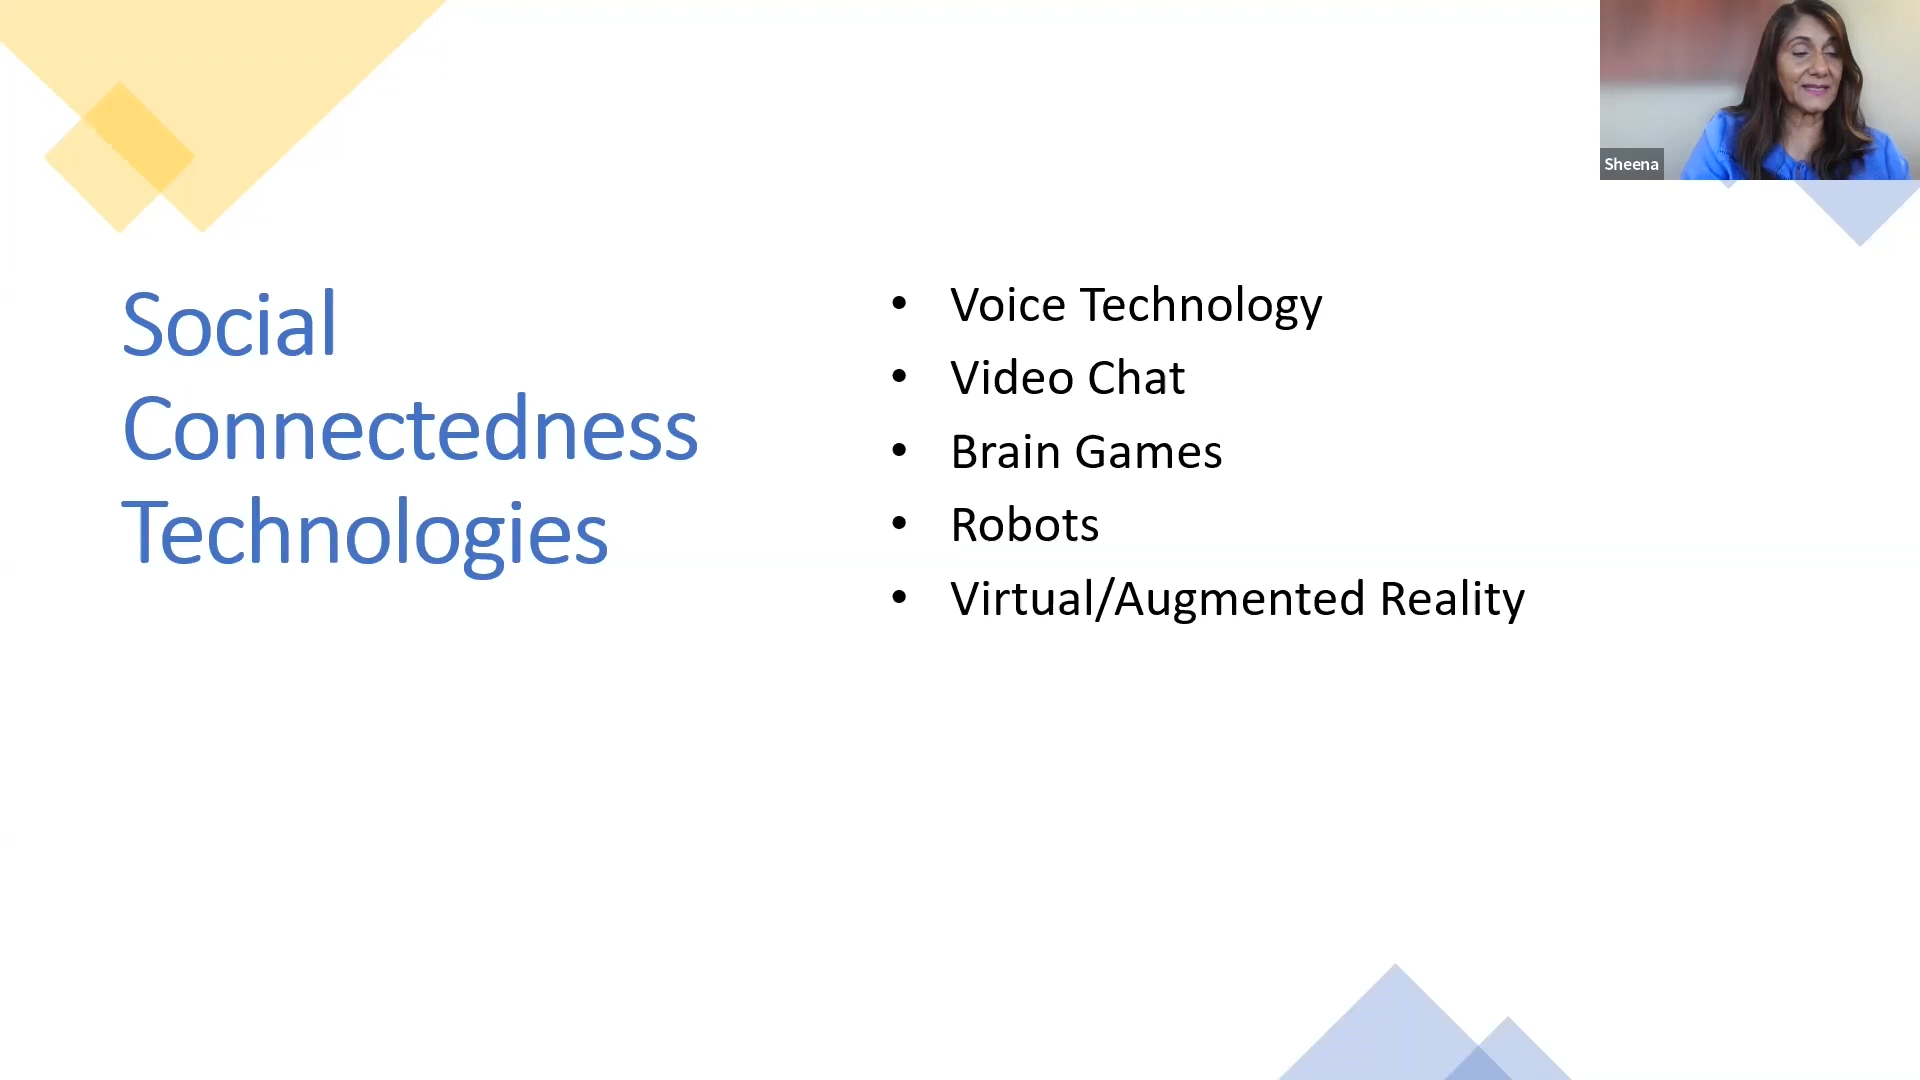 Sheena
Social
Connectedness
Technologies
• Voice Technology
• Video Chat
• Brain Games
• Robots
• Virtual/Augmented Reality